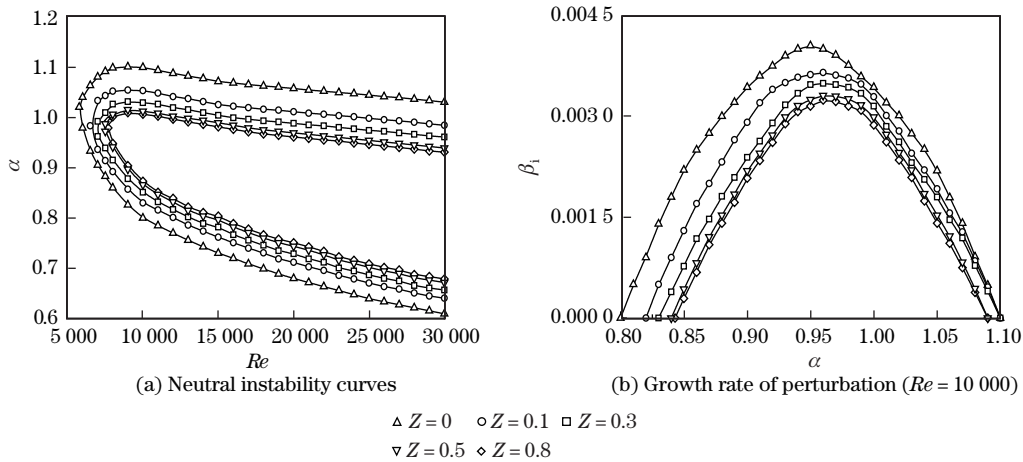 1.2
1.1
1.0
0.9
0.8
0.7
0.6
α
5 000 10 000 15 000 20 000 25 000 30 000
Re
(a) Neutral instability curves
0.004 5
0.003 0
0.001 5
0.000 0
βi
0.80 0.85 0.90 0.95 1.00 1.05 1.10
α
(b) Growth rate of perturbation (Re = 10 000)
Z = 0 Z = 0.1 Z = 0.3
Z = 0.5 Z = 0.8